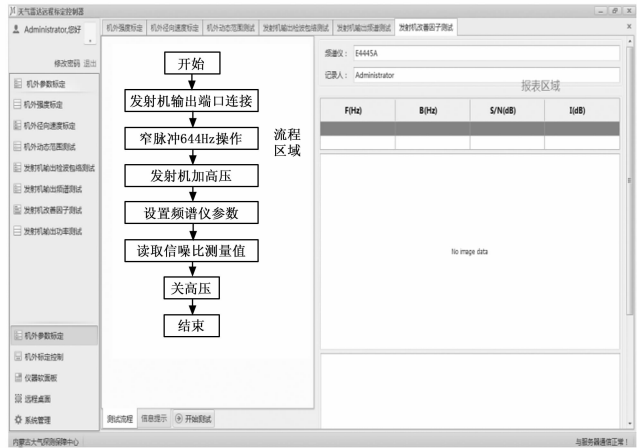 天气雷达远程标定控制器
Administrator,您好
修改密码 退出
机外参数标定
机外强度标定
机外径向速度标定
机外动态范围测试
发射机输出检波包络测试
发射机输出频谱测试
发射机改善因子测试
发射机输出功率测试
机外参数标定
机外标定控制
仪器软面板
远程桌面
系统管理
机外强度标定 机外径向速度标定 机外动态范围测试 发射机输出检波包络测试 发射机输出频谱测试 发射机改善因子测试
开始
发射机输出端口连接
窄脉冲644Hz操作
发射机加高压
设置频谱仪参数
读取信噪比测量值
关高压
结束
流程
区域
测试流程 信息提示 开始测试
频谱仪： E4445A
记录人： Administrator
报表区域
F(Hz) B(Hz) S/N(dB) I(dB)
No image data
内蒙古大气探测保障中心
与服务器通信正常